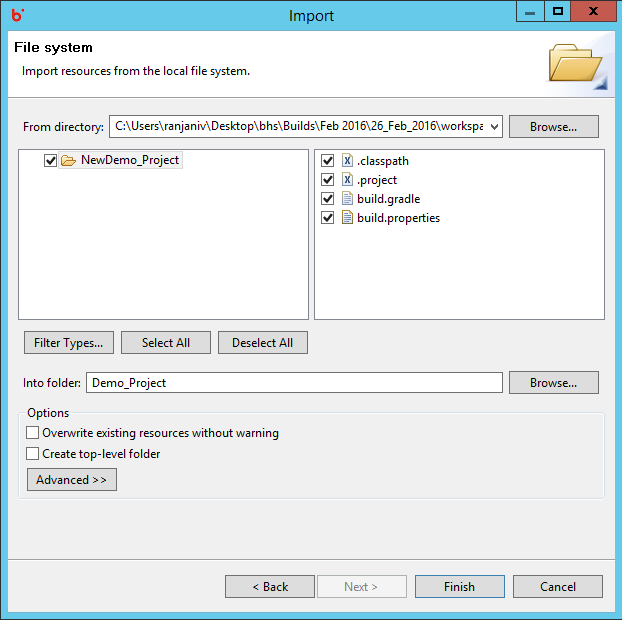 Import
File system
Import resources from the local file system.
From directory: C:\Users\ranjaniv\Desktop\bhs\Builds\Feb 2016\26_Feb_2016\workspa Browse...
NewDemo_Project
.classpath
.project
build.gradle
build.properties
Filter Types... Select All Deselect All
Into folder: Demo_Project Browse...
Options
Overwrite existing resources without warning
Create top-level folder
Advanced >>
< Back Next > Finish Cancel